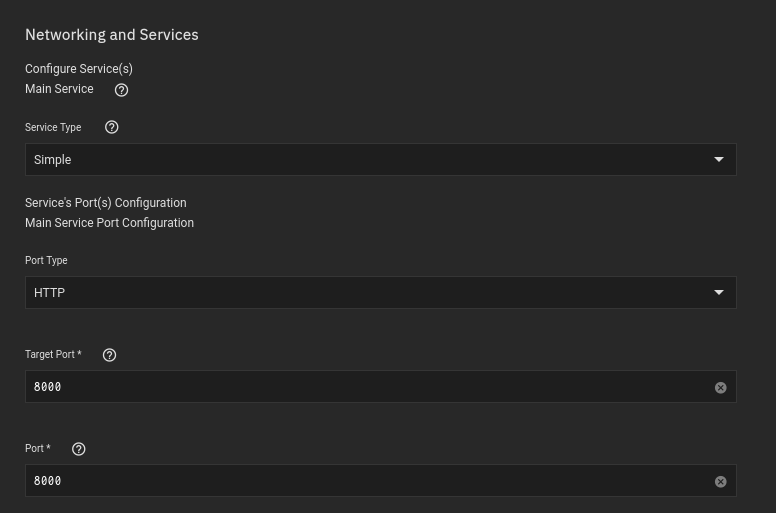 Networking and Services
Configure Service(s)
Main Service
Service Type
Simple
Service's Port(s) Configuration
Main Service Port Configuration
Port Type
HTTP
Target Port *
8000
Port *
8000